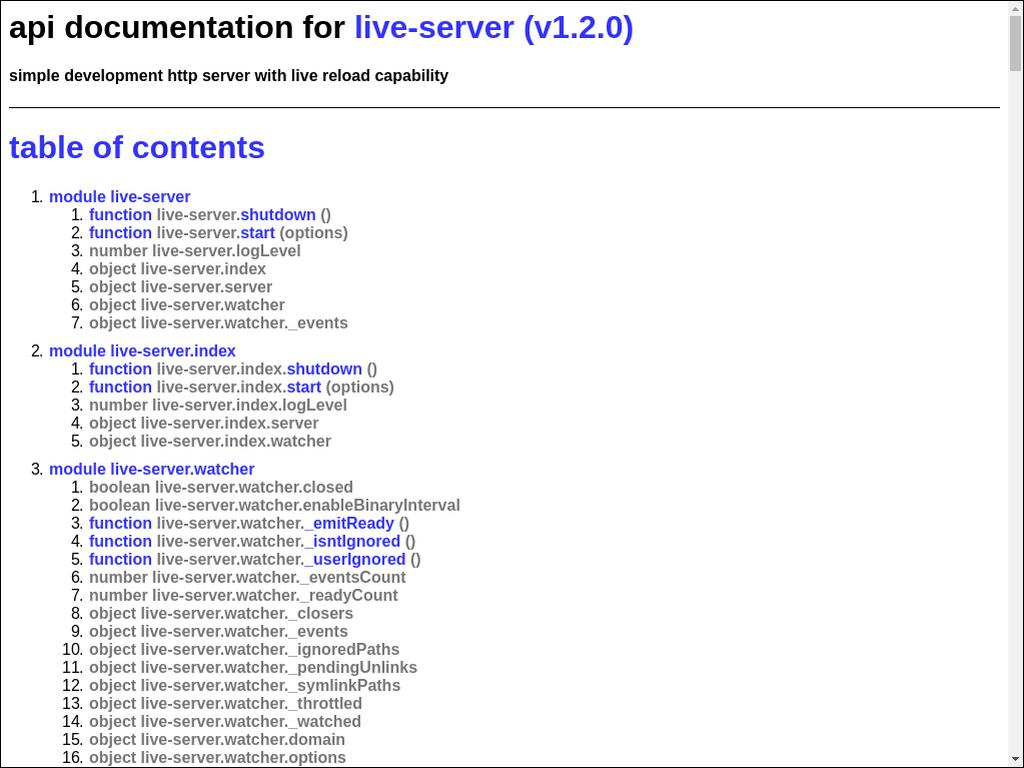 api documentation for live-server (v1.2.0)
simple development http server with live reload capability
table of contents
1. module live-server
1. function live-server.shutdown ()
2. function live-server.start (options)
3. number live-server.logLevel
4. object live-server.index
5. object live-server.server
6. object live-server.watcher
7. object live-server.watcher._events
2. module live-server.index
1. function live-server.index.shutdown ()
2. function live-server.index.start (options)
3. number live-server.index.logLevel
4. object live-server.index.server
5. object live-server.index.watcher
3. module live-server.watcher
1. boolean live-server.watcher.closed
2. boolean live-server.watcher.enableBinaryInterval
3. function live-server.watcher._emitReady ()
4. function live-server.watcher._isntIgnored ()
5. function live-server.watcher._userIgnored ()
6. number live-server.watcher._eventsCount
7. number live-server.watcher._readyCount
8. object live-server.watcher._closers
9. object live-server.watcher._events
10. object live-server.watcher._ignoredPaths
11. object live-server.watcher._pendingUnlinks
12. object live-server.watcher._symlinkPaths
13. object live-server.watcher._throttled
14. object live-server.watcher._watched
15. object live-server.watcher.domain
16. object live-server.watcher.options